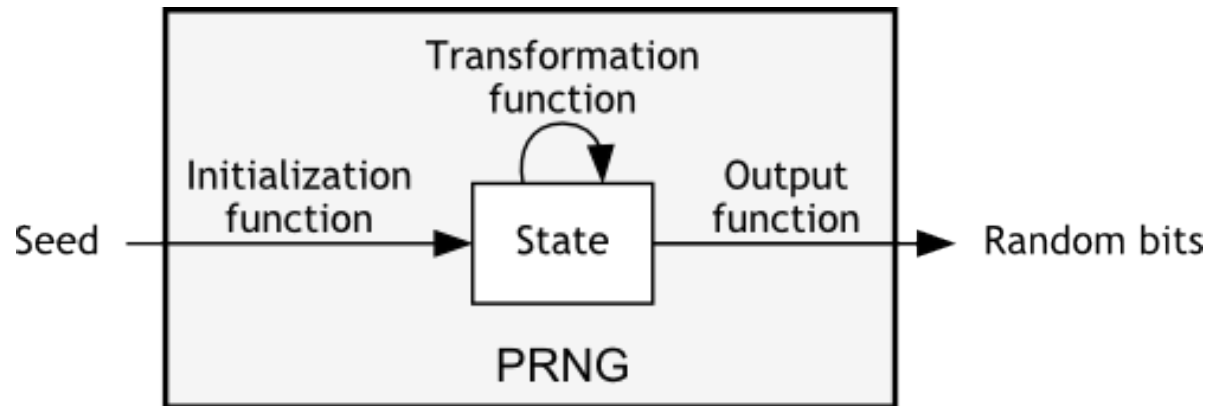 Transformation
function
Initialization
function
Output
function
Seed
State
Random bits
PRNG